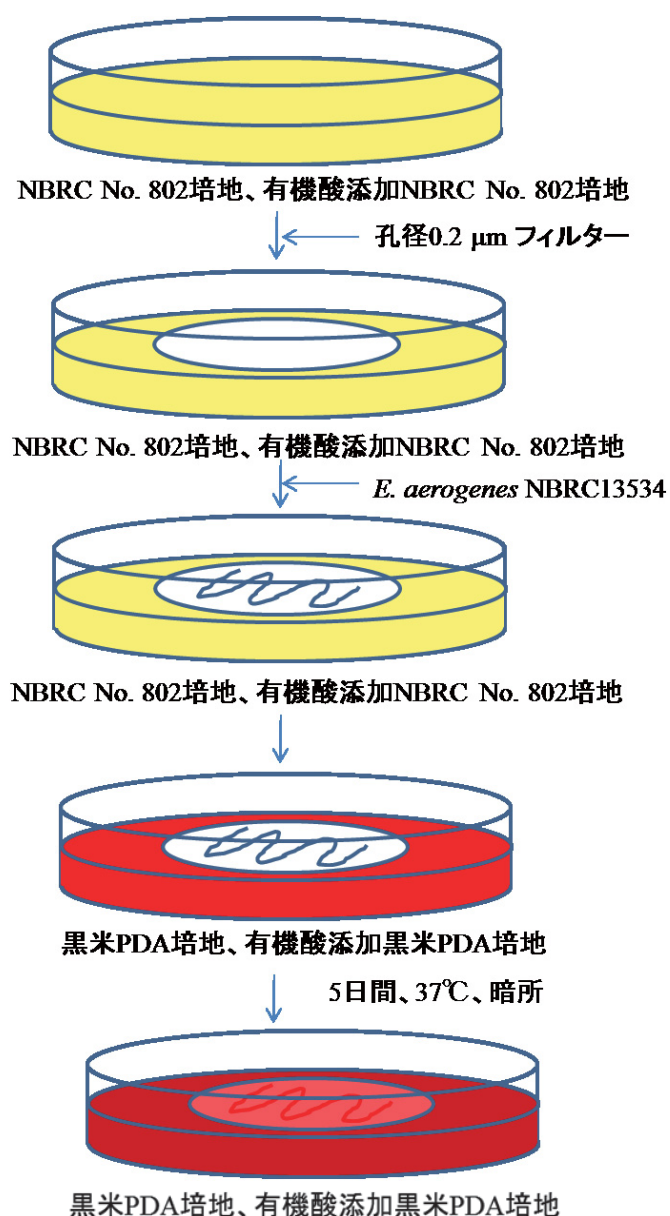 NBRC No. 802培地、有機酸添加NBRC No. 802培地
孔径0.2 μm フィルター
NBRC No. 802培地、有機酸添加NBRC No. 802培地
E. aerogenes NBRC13534
NBRC No. 802培地、有機酸添加NBRC No. 802培地
黒米PDA培地、有機酸添加黒米PDA培地
5日間、37℃、暗所
黒米PDA培地、有機酸添加黒米PDA培地